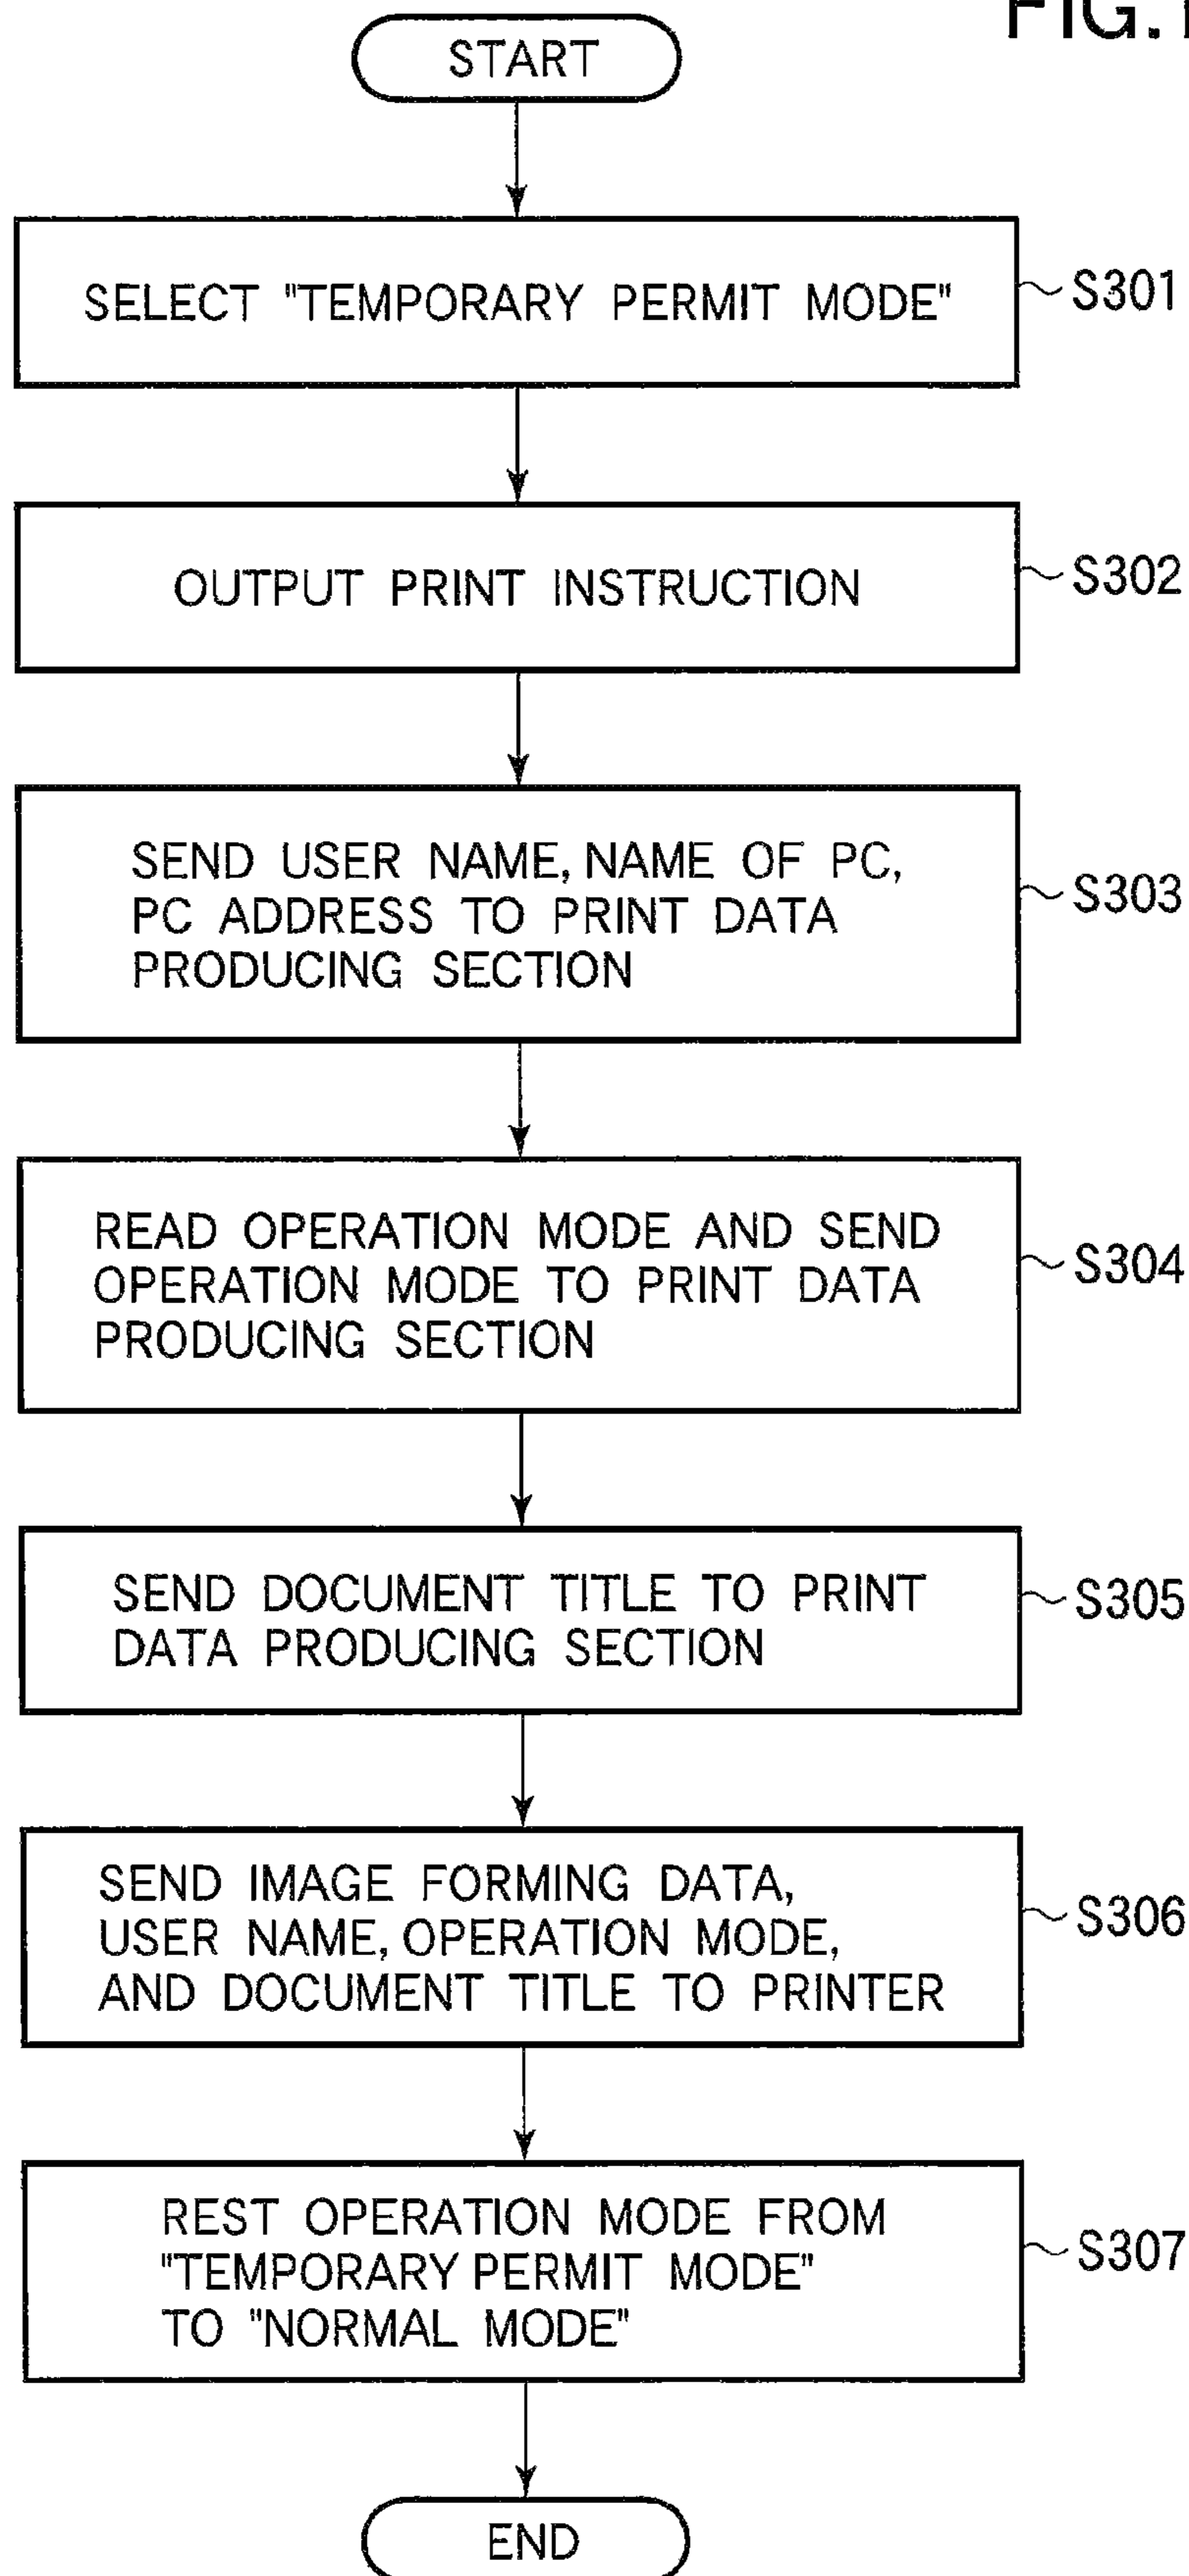 FIG.1
START
SELECT "TEMPORARY PERMIT MODE"
S301
OUTPUT PRINT INSTRUCTION
S302
SEND USER NAME, NAME OF PC,
PC ADDRESS TO PRINT DATA
PRODUCING SECTION
S303
READ OPERATION MODE AND SEND
OPERATION MODE TO PRINT DATA
PRODUCING SECTION
S304
SEND DOCUMENT TITLE TO PRINT
DATA PRODUCING SECTION
S305
SEND IMAGE FORMING DATA,
USER NAME, OPERATION MODE,
AND DOCUMENT TITLE TO PRINTER
S306
REST OPERATION MODE FROM
"TEMPORARY PERMIT MODE"
TO "NORMAL MODE"
S307
END